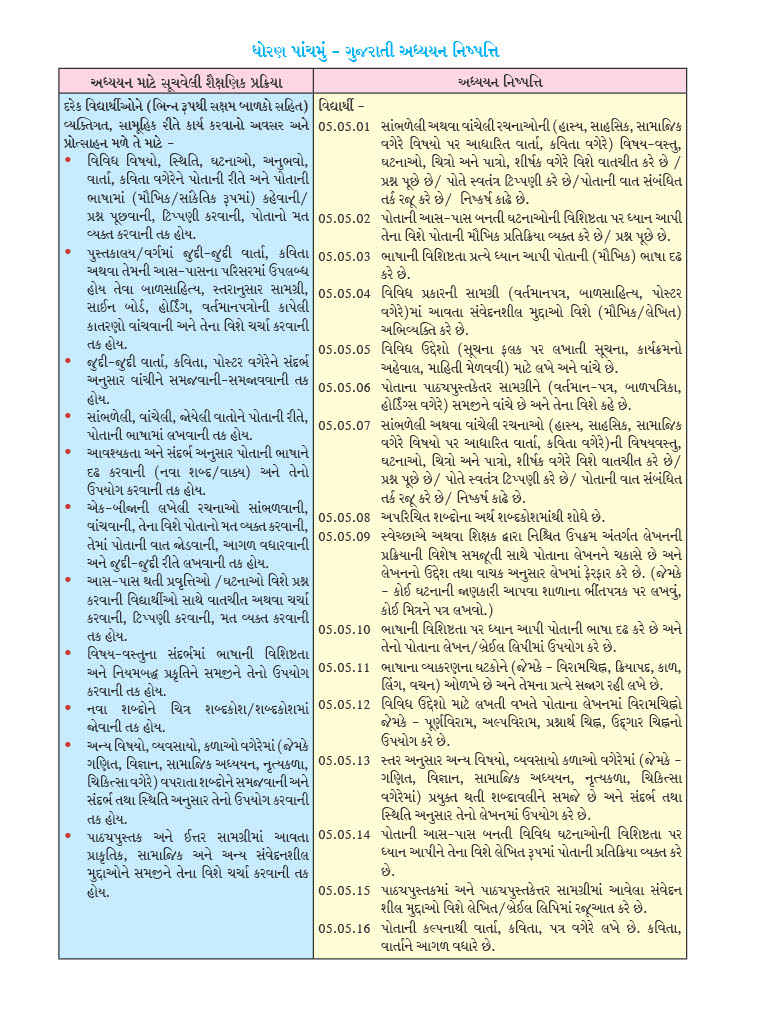 ધોરણ પાંચમું – ગુજરાતી અધ્યયન નિષ્પત્તિ
અધ્યયન માટે સૂચવેલી શૈક્ષણિક પ્રક્રિયા
દરેક વિદ્યાર્થીઓને (ભિન્ન રૂપથી સક્ષમ બાળકો સહિત)
વ્યક્તિગત, સામૂહિક રીતે કાર્ય કરવાનો અવસર અને
પ્રોત્સાહન મળે તે માટે –
• વિવિધ વિષયો, સ્થિતિ, ઘટનાઓ, અનુભવો,
વાર્તા, કવિતા વગેરેને પોતાની રીતે અને પોતાની
ભાષામાં (મૌખિક/સાંકેતિક રૂપમાં) કહેવાની/
પ્રશ્ન પૂછવાની, ટિપ્પણી કરવાની, પોતાનો મત
વ્યક્ત કરવાની તક હોય.
• પુસ્તકાલય/વર્ગમાં જુદી-જુદી વાર્તા, કવિતા
અથવા તેમની આસ-પાસના પરિસરમાં ઉપલબ્ધ
હોય તેવા બાળસાહિત્ય, સ્તરાનુસાર સામગ્રી,
સાઈન બોર્ડ, હોર્ડિંગ, વર્તમાનપત્રોની કાપેલી
કાતરણો વાંચવાની અને તેના વિશે ચર્ચા કરવાની
તક હોય.
• જુદી-જુદી વાર્તા, કવિતા, પોસ્ટર વગેરેને સંદર્ભ
અનુસાર વાંચીને સમજવાની-સમજાવવાની તક
હોય.
• સાંભળેલી, વાંચેલી, જોયેલી વાતોને પોતાની રીતે,
પોતાની ભાષામાં લખવાની તક હોય.
• આવશ્યકતા અને સંદર્ભ અનુસાર પોતાની ભાષાને
દૃઢ કરવાની (નવા શબ્દ/વાક્ય) અને તેનો
ઉપયોગ કરવાની તક હોય.
• એક-બીજાની લખેલી રચનાઓ સાંભળવાની,
વાંચવાની, તેના વિશે પોતાનો મત વ્યક્ત કરવાની,
તેમાં પોતાની વાત જોડવાની, આગળ વધારવાની
અને જુદી-જુદી રીતે લખવાની તક હોય.
• આસ-પાસ થતી પ્રવૃત્તિઓ /ઘટનાઓ વિશે પ્રશ્ન
કરવાની વિદ્યાર્થીઓ સાથે વાતચીત અથવા ચર્ચા
કરવાની, ટિપ્પણી કરવાની, મત વ્યક્ત કરવાની
તક હોય.
• વિષય-વસ્તુના સંદર્ભમાં ભાષાની વિશિષ્ટતા
અને નિયમબદ્ધ પ્રકૃતિને સમજીને તેનો ઉપયોગ
કરવાની તક હોય.
• નવા શબ્દોને ચિત્ર શબ્દકોશ/શબ્દકોશમાં
જોવાની તક હોય.
• અન્ય વિષયો, વ્યવસાયો, કળાઓ વગેરેમાં (જેમકે
ગણિત, વિજ્ઞાન, સામાજિક અધ્યયન, નૃત્યકળા,
ચિકિત્સા વગેરે) વપરાતા શબ્દોને સમજવાની અને
સંદર્ભ તથા સ્થિતિ અનુસાર તેનો ઉપયોગ કરવાની
તક હોય.
• પાઠ્યપુસ્તક અને ઈત્તર સામગ્રીમાં આવતા
પ્રાકૃતિક, સામાજિક અને અન્ય સંવેદનશીલ
મુદ્દાઓને સમજીને તેના વિશે ચર્ચા કરવાની તક
હોય.
અધ્યયન નિષ્પત્તિ
વિદ્યાર્થી –
05.05.01 સાંભળેલી અથવા વાંચેલી રચનાઓની (હાસ્ય, સાહસિક, સામાજિક
વગેરે વિષયો પર આધારિત વાર્તા, કવિતા વગેરે) વિષય-વસ્તુ,
ઘટનાઓ, ચિત્રો અને પાત્રો, શીર્ષક વગેરે વિશે વાતચીત કરે છે /
પ્રશ્ન પૂછે છે/ પોતે સ્વતંત્ર ટિપ્પણી કરે છે/પોતાની વાત સંબંધિત
તર્ક રજૂ કરે છે/ નિષ્કર્ષ કાઢે છે.
05.05.02 પોતાની આસ-પાસ બનતી ઘટનાઓની વિશિષ્ટતા પર ધ્યાન આપી
તેના વિશે પોતાની મૌખિક પ્રતિક્રિયા વ્યક્ત કરે છે/ પ્રશ્ન પૂછે છે.
05.05.03 ભાષાની વિશિષ્ટતા પ્રત્યે ધ્યાન આપી પોતાની (મૌખિક) ભાષા દૃઢ
કરે છે.
05.05.04 વિવિધ પ્રકારની સામગ્રી (વર્તમાનપત્ર, બાળસાહિત્ય, પોસ્ટર
વગેરે)માં આવતા સંવેદનશીલ મુદ્દાઓ વિશે (મૌખિક/લેખિત)
અભિવ્યક્તિ કરે છે.
05.05.05 વિવિધ ઉદ્દેશો (સૂચના ફલક પર લખાતી સૂચના, કાર્યક્રમનો
અહેવાલ, માહિતી મેળવવી) માટે લખે અને વાંચે છે.
05.05.06 પોતાના પાઠ્યપુસ્તકેતર સામગ્રીને (વર્તમાન-પત્ર, બાળપત્રિકા,
હોર્ડિંગ્સ વગેરે) સમજીને વાંચે છે અને તેના વિશે કહે છે.
05.05.07 સાંભળેલી અથવા વાંચેલી રચનાઓ (હાસ્ય, સાહસિક, સામાજિક
વગેરે વિષયો પર આધારિત વાર્તા, કવિતા વગેરે)ની વિષયવસ્તુ,
ઘટનાઓ, ચિત્રો અને પાત્રો, શીર્ષક વગેરે વિશે વાતચીત કરે છે/
પ્રશ્ન પૂછે છે/ પોતે સ્વતંત્ર ટિપ્પણી કરે છે/ પોતાની વાત સંબંધિત
તર્ક રજૂ કરે છે/ નિષ્કર્ષ કાઢે છે.
05.05.08 અપરિચિત શબ્દોના અર્થ શબ્દકોશમાંથી શોધે છે.
05.05.09 સ્વેચ્છાએ અથવા શિક્ષક દ્વારા નિશ્ચિત ઉપક્રમ અંતર્ગત લેખનની
પ્રક્રિયાની વિશેષ સમજૂતી સાથે પોતાના લેખનને ચકાસે છે અને
લેખનનો ઉદ્દેશ તથા વાચક અનુસાર લેખમાં ફેરફાર કરે છે. (જેમકે
– કોઈ ઘટનાની જાણકારી આપવા શાળાના ભીંતપત્રક પર લખવું,
કોઈ મિત્રને પત્ર લખવો.)
05.05.10 ભાષાની વિશિષ્ટતા પર ધ્યાન આપી પોતાની ભાષા દૃઢ કરે છે અને
તેનો પોતાના લેખન/બ્રેઈલ લિપીમાં ઉપયોગ કરે છે.
05.05.11 ભાષાના વ્યાકરણના ઘટકોને (જેમકે – વિરામચિહ્ન, ક્રિયાપદ, કાળ,
લિંગ, વચન) ઓળખે છે અને તેમના પ્રત્યે સજાગ રહી લખે છે.
05.05.12 વિવિધ ઉદ્દેશો માટે લખતી વખતે પોતાના લેખનમાં વિરામચિહ્નો
જેમકે – પૂર્ણવિરામ, અલ્પવિરામ, પ્રશ્નાર્થ ચિહ્ન, ઉદ્‌ગાર ચિહ્નનો
ઉપયોગ કરે છે.
05.05.13 સ્તર અનુસાર અન્ય વિષયો, વ્યવસાયો કળાઓ વગેરેમાં (જેમકે –
ગણિત, વિજ્ઞાન, સામાજિક અધ્યયન, નૃત્યકળા, ચિકિત્સા
વગેરેમાં) પ્રયુક્ત થતી શબ્દાવલીને સમજે છે અને સંદર્ભ તથા
સ્થિતિ અનુસાર તેનો લેખનમાં ઉપયોગ કરે છે.
05.05.14 પોતાની આસ-પાસ બનતી વિવિધ ઘટનાઓની વિશિષ્ટતા પર
ધ્યાન આપીને તેના વિશે લેખિત રૂપમાં પોતાની પ્રતિક્રિયા વ્યક્ત કરે
છે.
05.05.15 પાઠ્યપુસ્તકમાં અને પાઠ્યપુસ્તકેત્તર સામગ્રીમાં આવેલા સંવેદન
શીલ મુદ્દાઓ વિશે લેખિત/બ્રેઈલ લિપિમાં રજૂઆત કરે છે.
05.05.16 પોતાની કલ્પનાથી વાર્તા, કવિતા, પત્ર વગેરે લખે છે. કવિતા,
વાર્તાને આગળ વધારે છે.